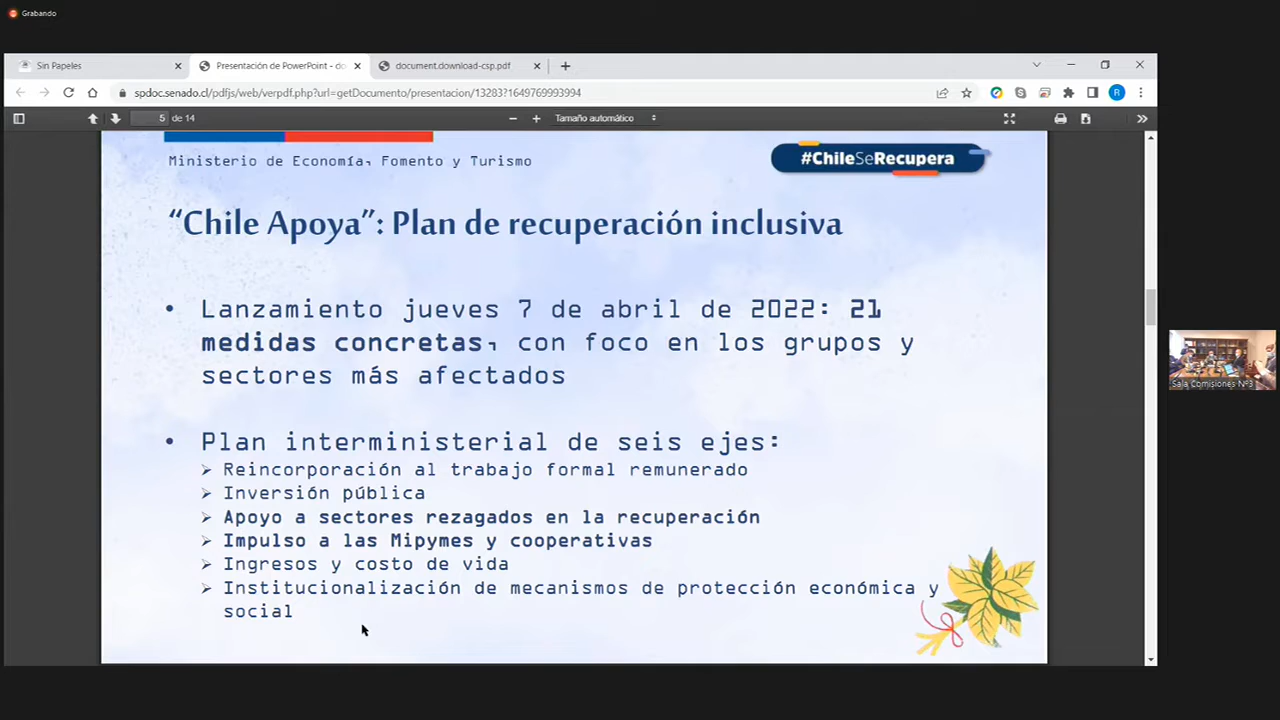 Grabando
Sin Papeles
Presentación de PowerPoint - do
document.download-csp.pdf
spdoc.senado.cl/pdfjs/web/verpdf.php?url=getDocumento/presentacion/13283?1649769993994
R
5 de 14
Tamaño automático
Ministerio de Economía, Fomento y Turismo
#ChileSeRecupera
“Chile Apoya”: Plan de recuperación inclusiva
• Lanzamiento jueves 7 de abril de 2022: 21
medidas concretas, con foco en los grupos y
sectores más afectados
• Plan interministerial de seis ejes:
➢ Reincorporación al trabajo formal remunerado
➢ Inversión pública
➢ Apoyo a sectores rezagados en la recuperación
➢ Impulso a las Mipymes y cooperativas
➢ Ingresos y costo de vida
➢ Institucionalización de mecanismos de protección económica y
social
Sala Comisiones Nº3